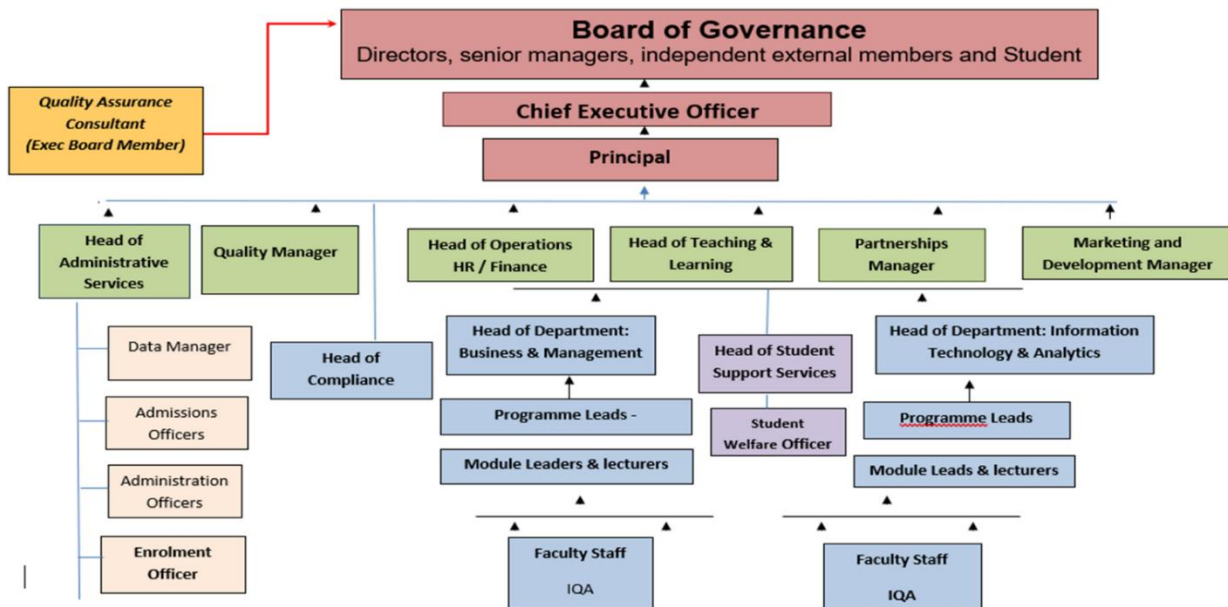 Board of Governance
Directors, senior managers, independent external members and Student
Quality Assurance
Consultant
(Exec Board Member)
Chief Executive Officer
Principal
Head of
Administrative
Services
Quality Manager
Head of Operations
HR / Finance
Head of Teaching &
Learning
Partnerships
Manager
Marketing and
Development Manager
Data Manager
Admissions
Officers
Administration
Officers
Enrolment
Officer
Head of
Compliance
Head of Department:
Business & Management
Programme Leads -
Module Leaders & lecturers
Faculty Staff
IQA
Head of Student
Support Services
Student
Welfare Officer
Head of Department: Information
Technology & Analytics
Programme Leads
Module Leads & lecturers
Faculty Staff
IQA